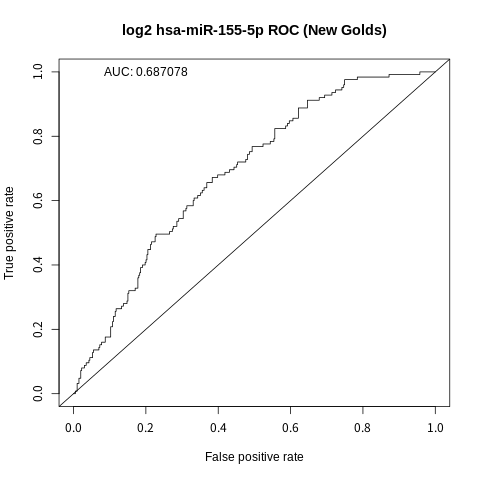 log2 hsa-miR-155-5p ROC (New Golds)
AUC: 0.687078
True positive rate
1.0
0.8
0.6
0.4
0.2
0.0
0.0 0.2 0.4 0.6 0.8 1.0
False positive rate